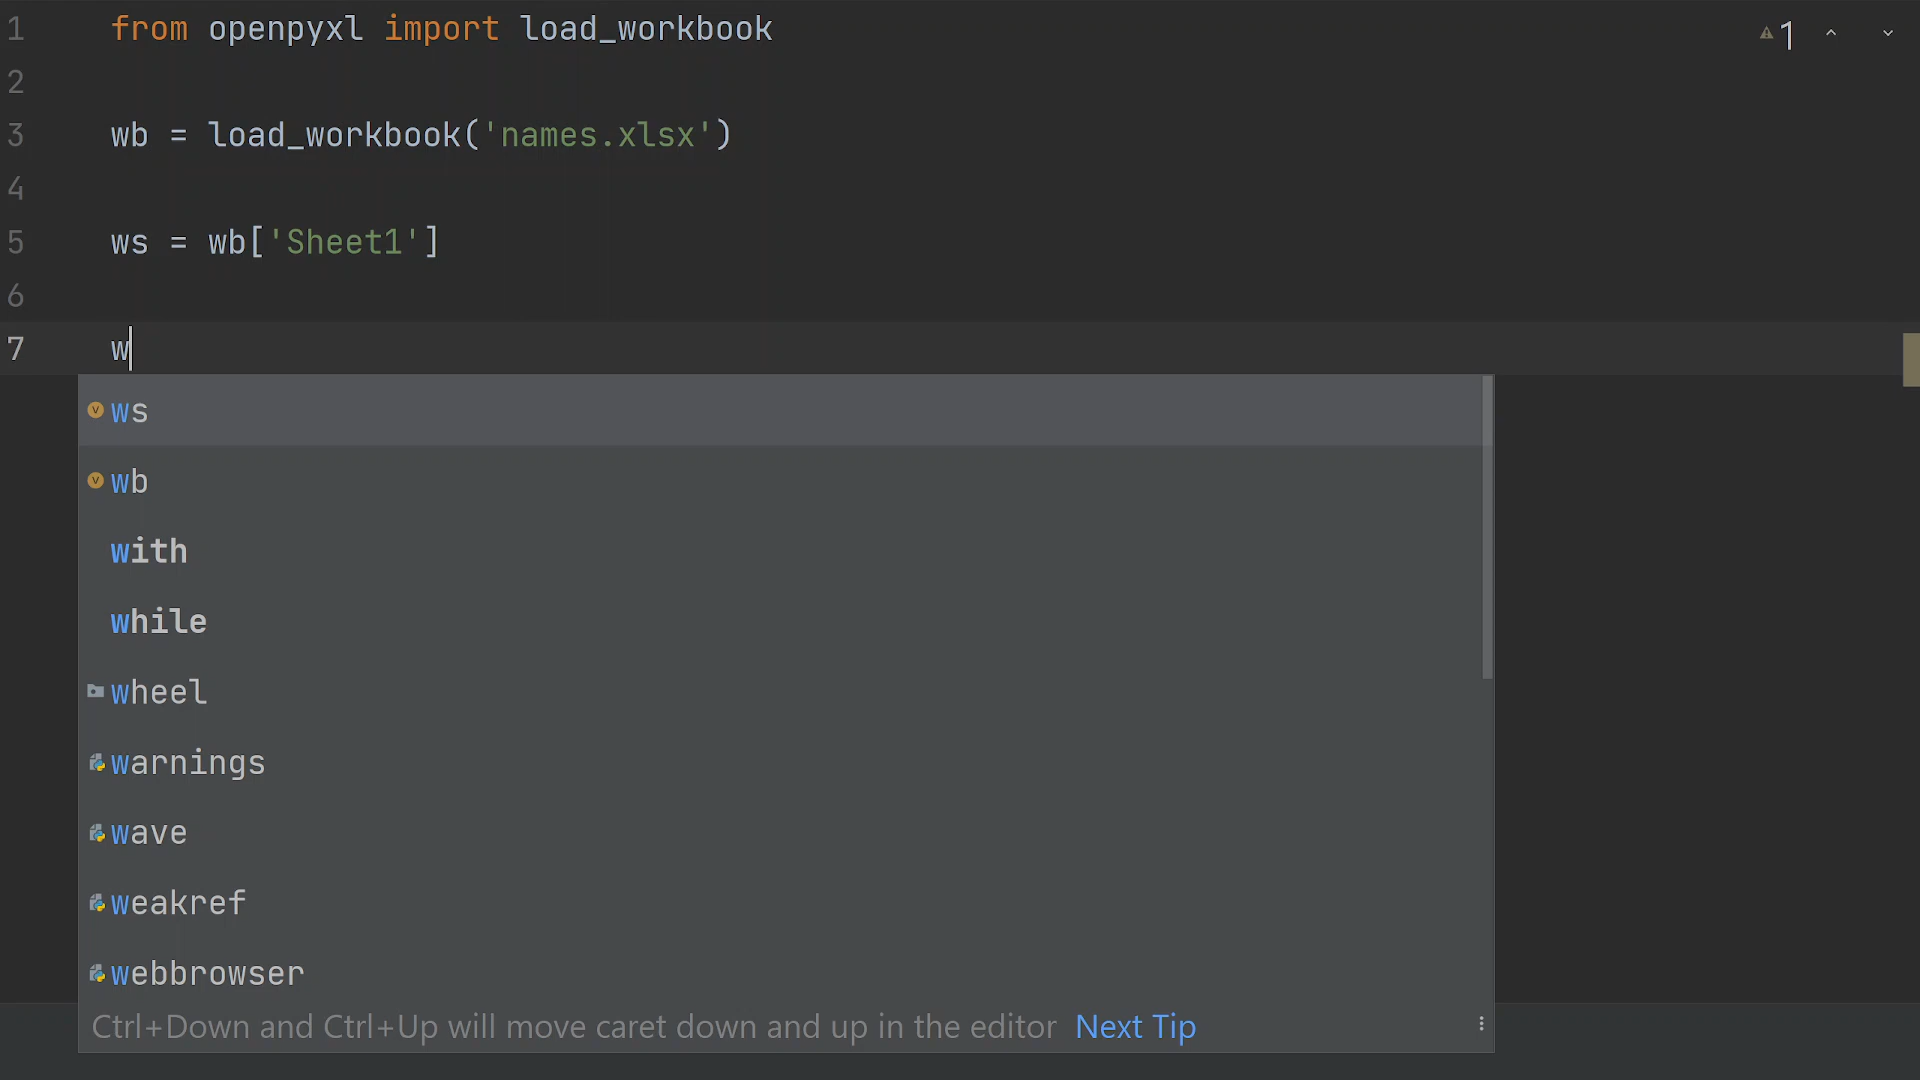 1 from openpyxl import load_workbook
1
2
3 wb = load_workbook('names.xlsx')
4
5 ws = wb['Sheet1']
6
7 w
ws
wb
with
while
wheel
warnings
wave
weakref
webbrowser
Ctrl+Down and Ctrl+Up will move caret down and up in the editor Next Tip